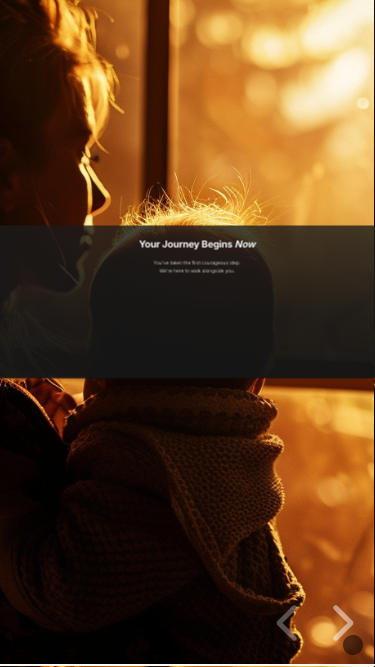 Your Journey Begins Now
You've taken the first courageous step.
We're here to walk alongside you.